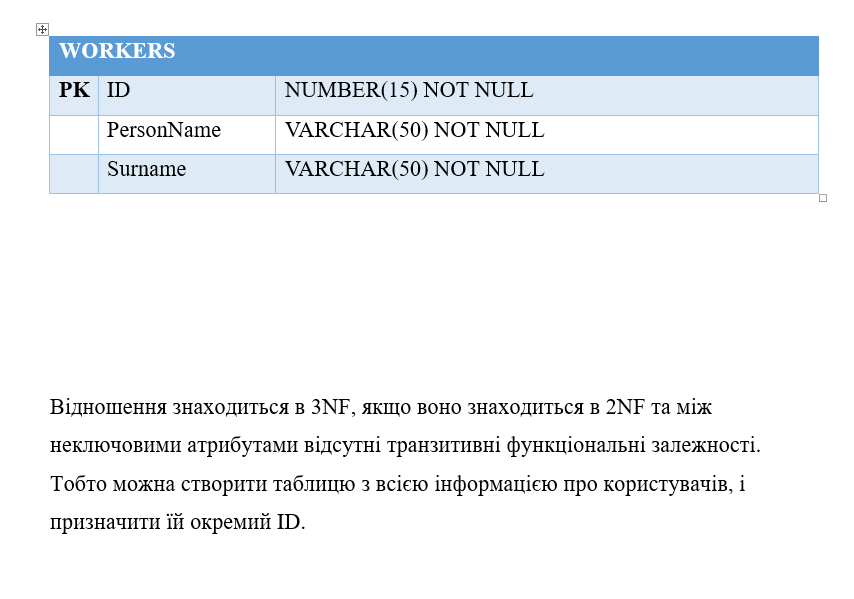 WORKERS
PK ID NUMBER(15) NOT NULL
PersonName VARCHAR(50) NOT NULL
Surname VARCHAR(50) NOT NULL
Відношення знаходиться в 3NF, якщо воно знаходиться в 2NF та між
неключовими атрибутами відсутні транзитивні функціональні залежності.
Тобто можна створити таблицю з всією інформацією про користувачів, і
призначити їй окремий ID.